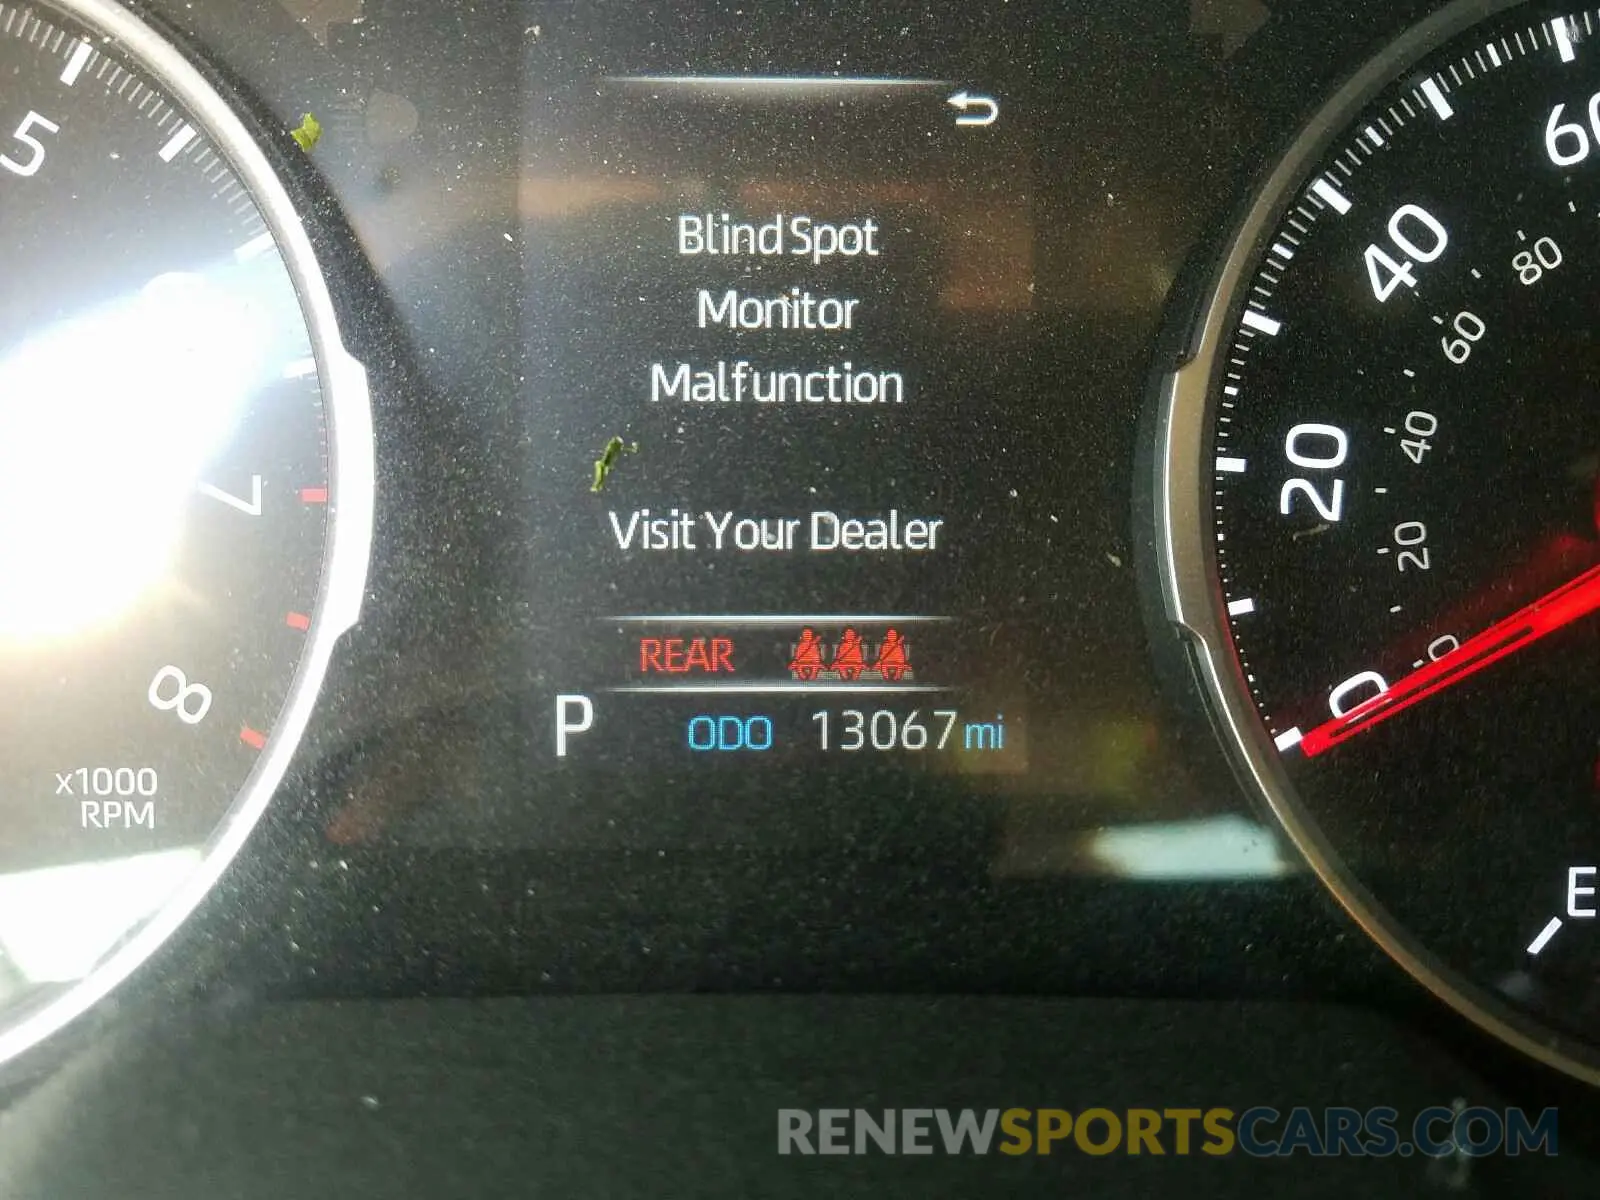 5
7
8
x1000
RPM
Blind Spot
Monitor
Malfunction
Visit Your Dealer
REAR
P ODO 13067 mi
60
40
20
0
80
60
40
20
0
E
RENEWSPORTSCARS.COM